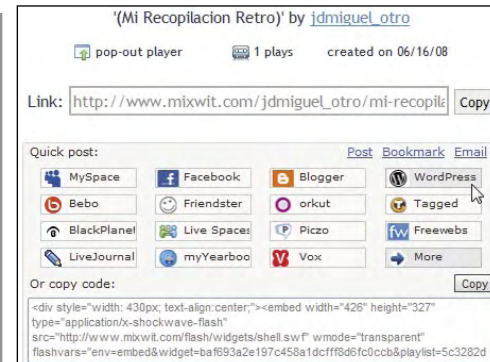 '(Mi Recopilacion Retro)' by jdmiguel_otro
pop-out player 1 plays created on 06/16/08
Link: http://www.mixwit.com/jdmiguel_otro/mi-recopila Copy
Quick post: Post Bookmark Email
MySpace Facebook Blogger WordPress
Bebo Friendster orkut Tagged
BlackPlanet Live Spaces Piczo Freewebs
LiveJournal myYearboo Vox More
Or copy code: Copy
<div style="width: 430px; text-align:center;"><embed width="426" height="327"
type="application/x-shockwave-flash"
src="http://www.mixwit.com/flash/widgets/shell.swf" wmode="transparent"
flashvars="env=embed&widget=baf693a2e197c458a1dcfff8d6fc0ccb&playlist=5c3282d